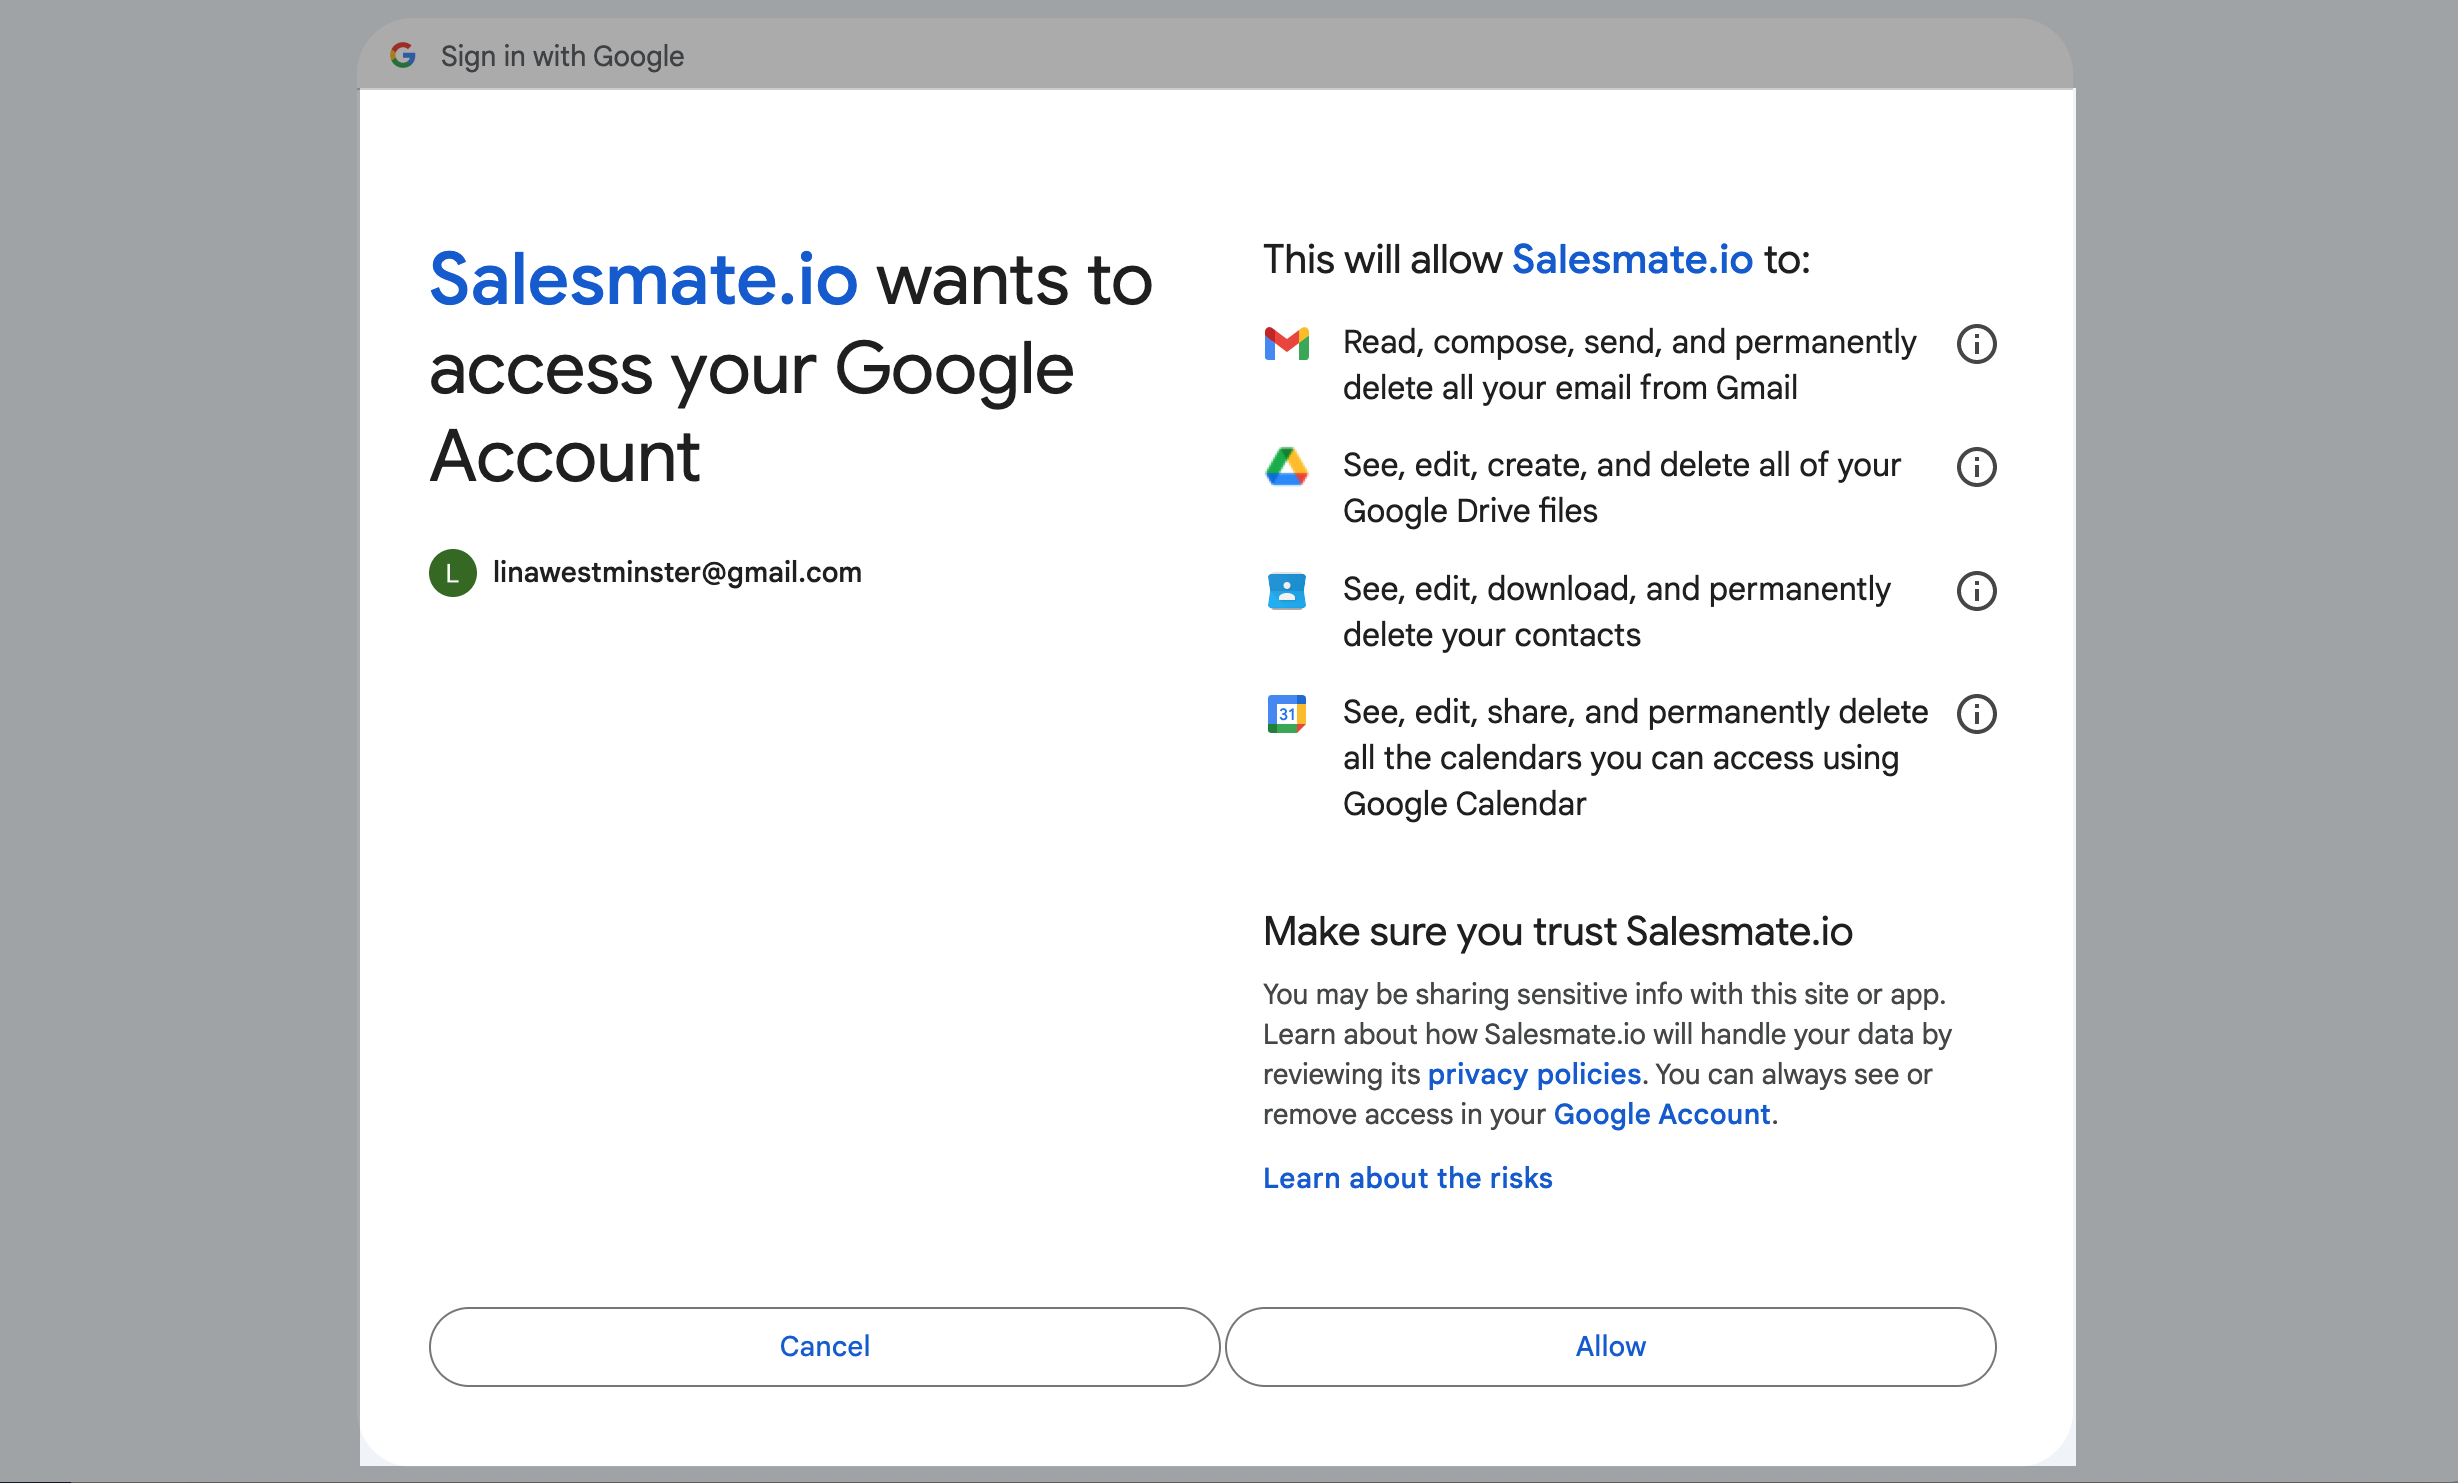 Sign in with Google
Salesmate.io wants to
access your Google
Account
L linawestminster@gmail.com
This will allow Salesmate.io to:
Read, compose, send, and permanently
delete all your email from Gmail
See, edit, create, and delete all of your
Google Drive files
See, edit, download, and permanently
delete your contacts
31
See, edit, share, and permanently delete
all the calendars you can access using
Google Calendar
Make sure you trust Salesmate.io
You may be sharing sensitive info with this site or app.
Learn about how Salesmate.io will handle your data by
reviewing its privacy policies. You can always see or
remove access in your Google Account.
Learn about the risks
Cancel
Allow